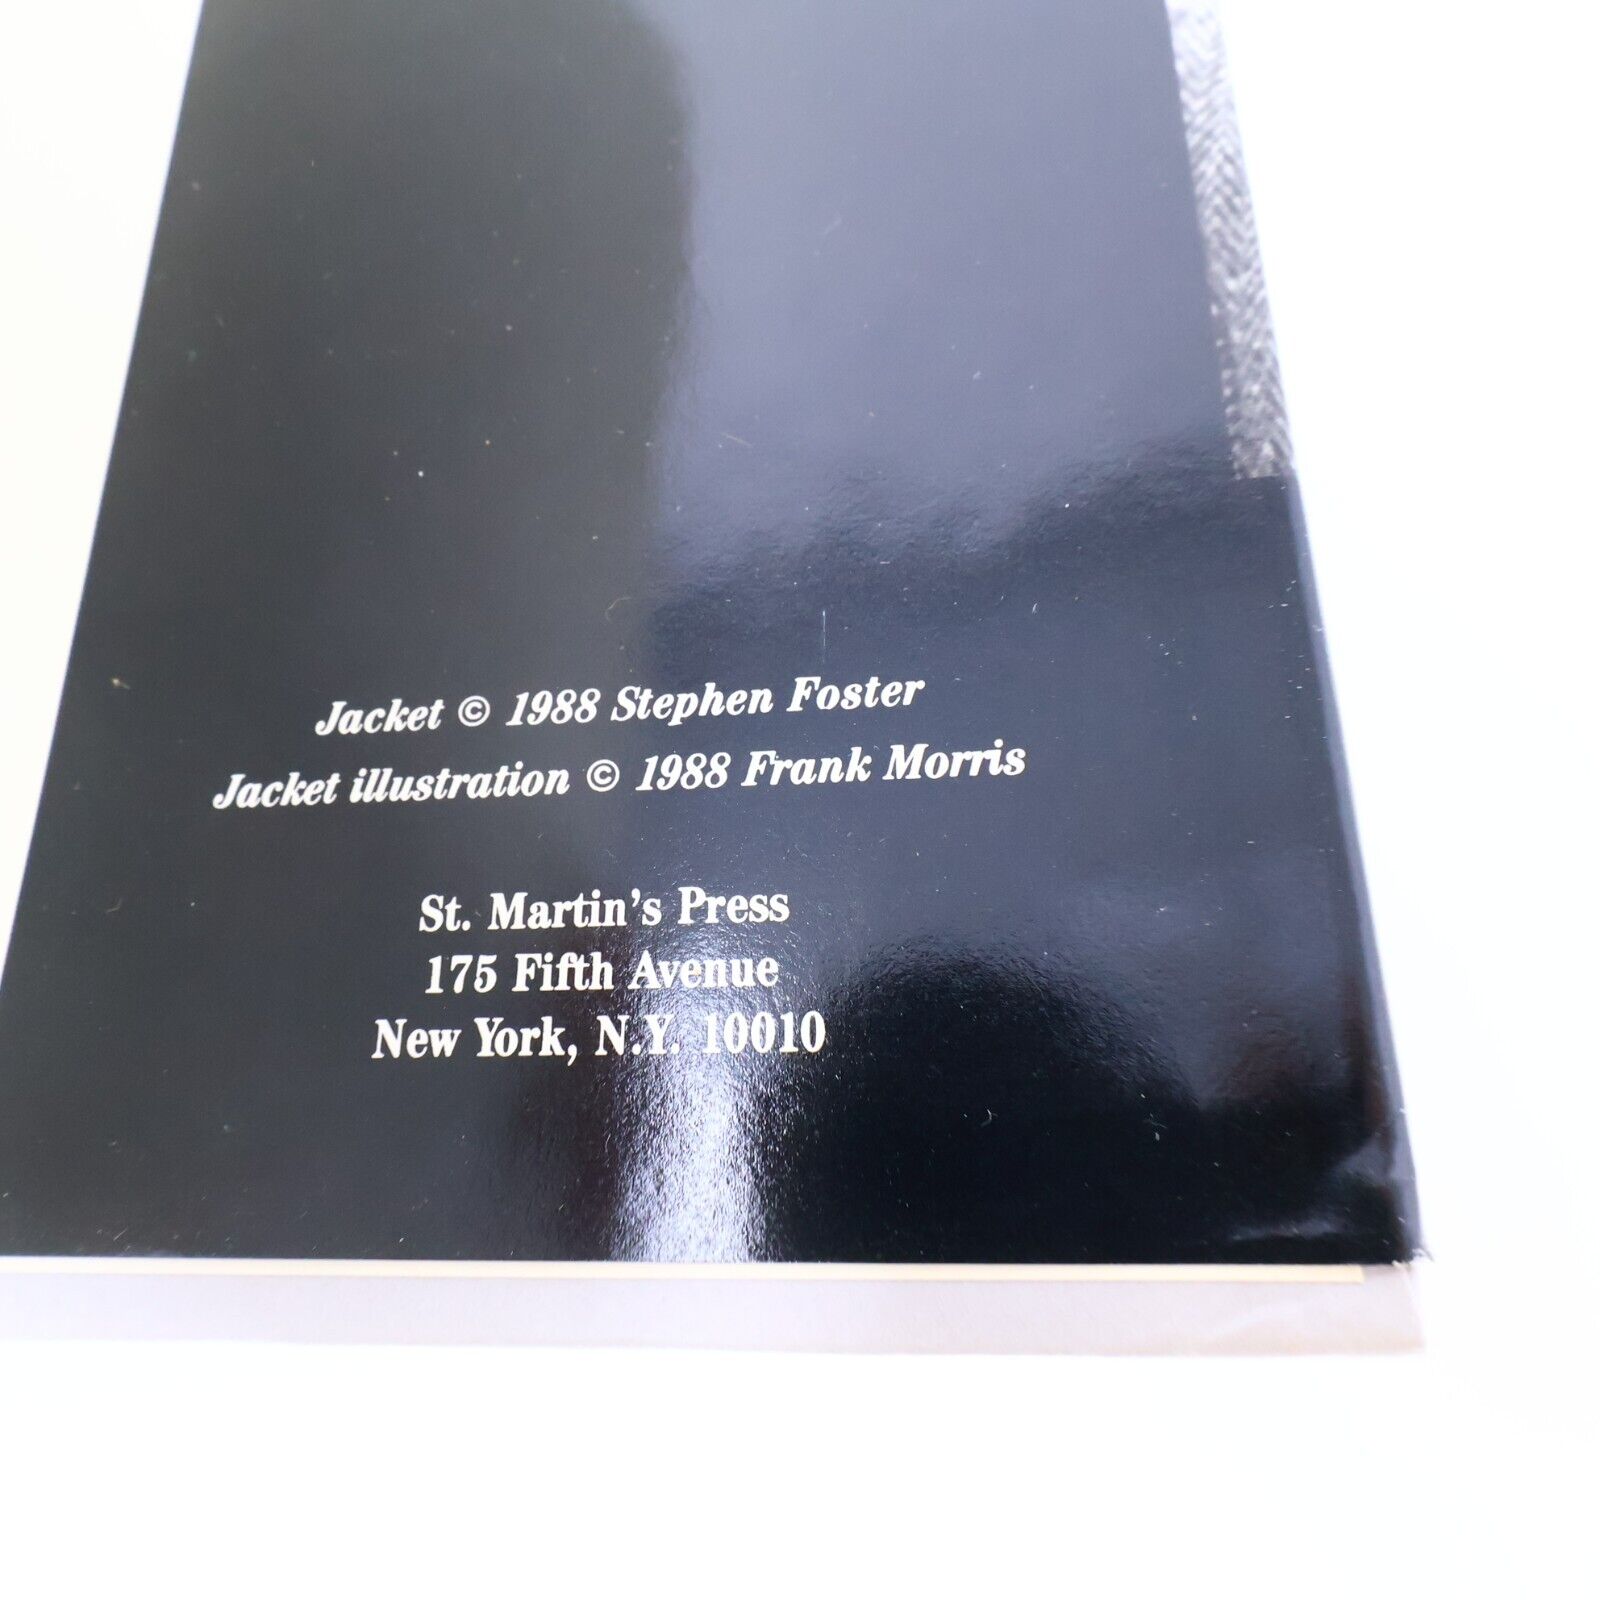 Jacket © 1988 Stephen Foster
Jacket illustration © 1988 Frank Morris
St. Martin's Press
175 Fifth Avenue
New York, N.Y. 10010